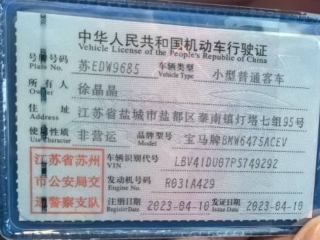 中华人民共和国机动车行驶证
Vehicle License of the People's Republic of China
号牌号码 苏EDW9685 车辆类型 小型普通客车
Plate No. Vehicle Type
所有人 徐晶晶
Owner
住址 江苏省盐城市盐都区秦南镇灯塔七组95号
Address
使用性质 非营运 品牌型号 宝马牌BMW6475ACEV
江苏省苏州
市公安局交
通警察支队
车辆识别代号 LBV41DU07PS749292
VIN
发动机号码 R031A429
Engine No.
注册日期 2023-04-10 发证日期 2023-04-10
Register Date Issue Date